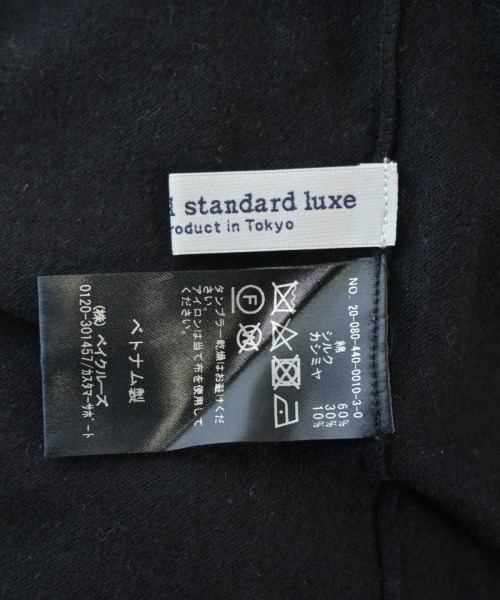 standard luxe
roduct in Tokyo
NO. 20-080-440-0010-3-0
綿 60%
シルク 30%
カシミヤ 10%
F
タンブラー乾燥はお避けくだ
さい。
アイロンは当て布を使用して
ください。
ベトナム製
(株) ベイクルーズ
0120-301457/カスタマーサポート